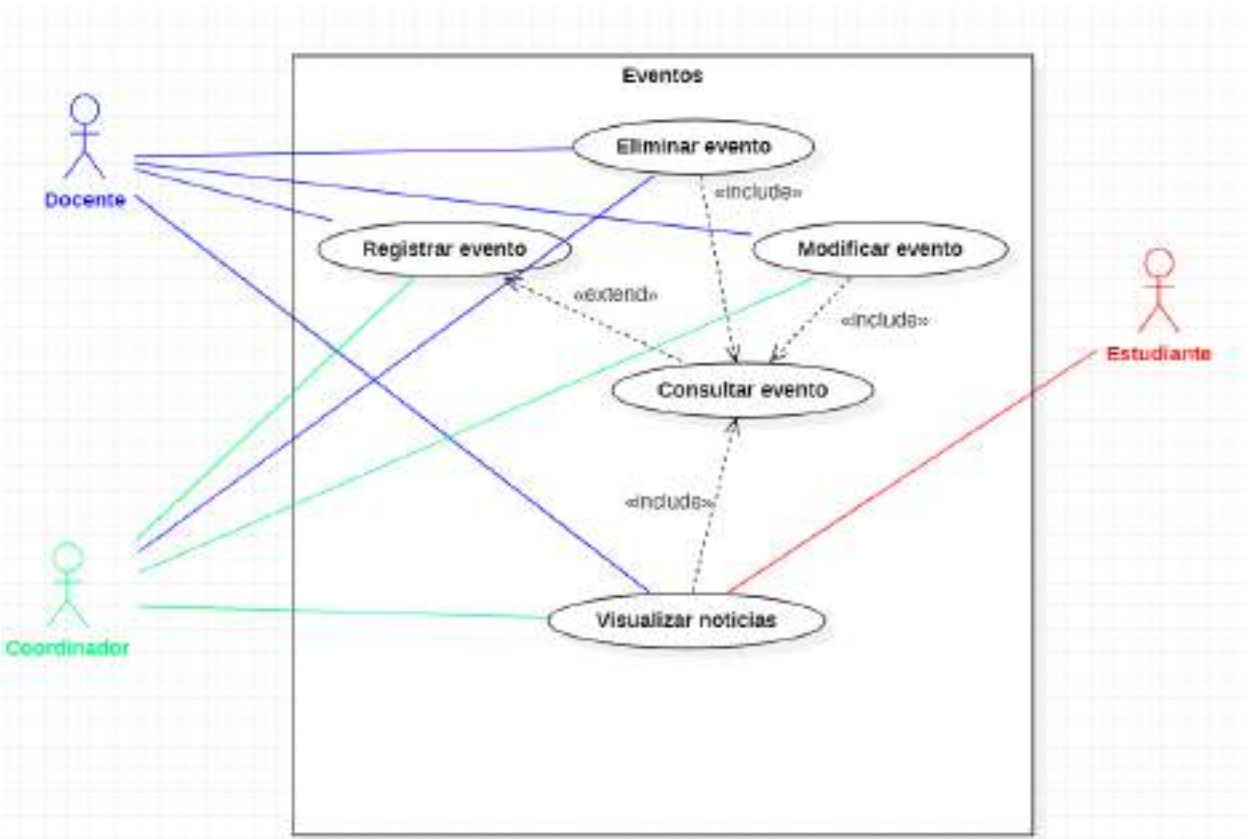 Eventos
Eliminar evento
«include»
Docente
Registrar evento
Modificar evento
«extend»
«include»
Estudiante
Consultar evento
«include»
Visualizar noticias
Coordinador